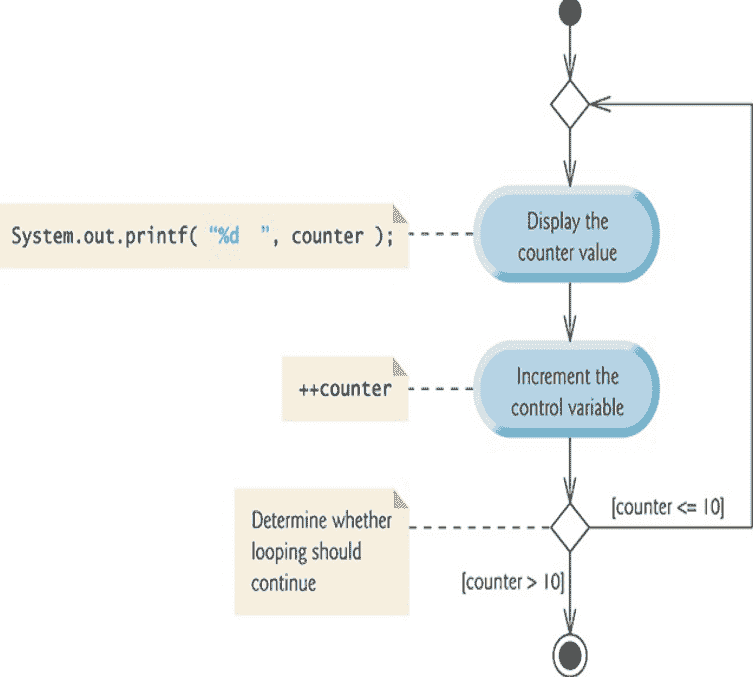 Display the
counter value
System.out.printf( “%d  ”, counter );
Increment the
control variable
++counter
[counter <= 10]
Determine whether
looping should
continue
[counter > 10]